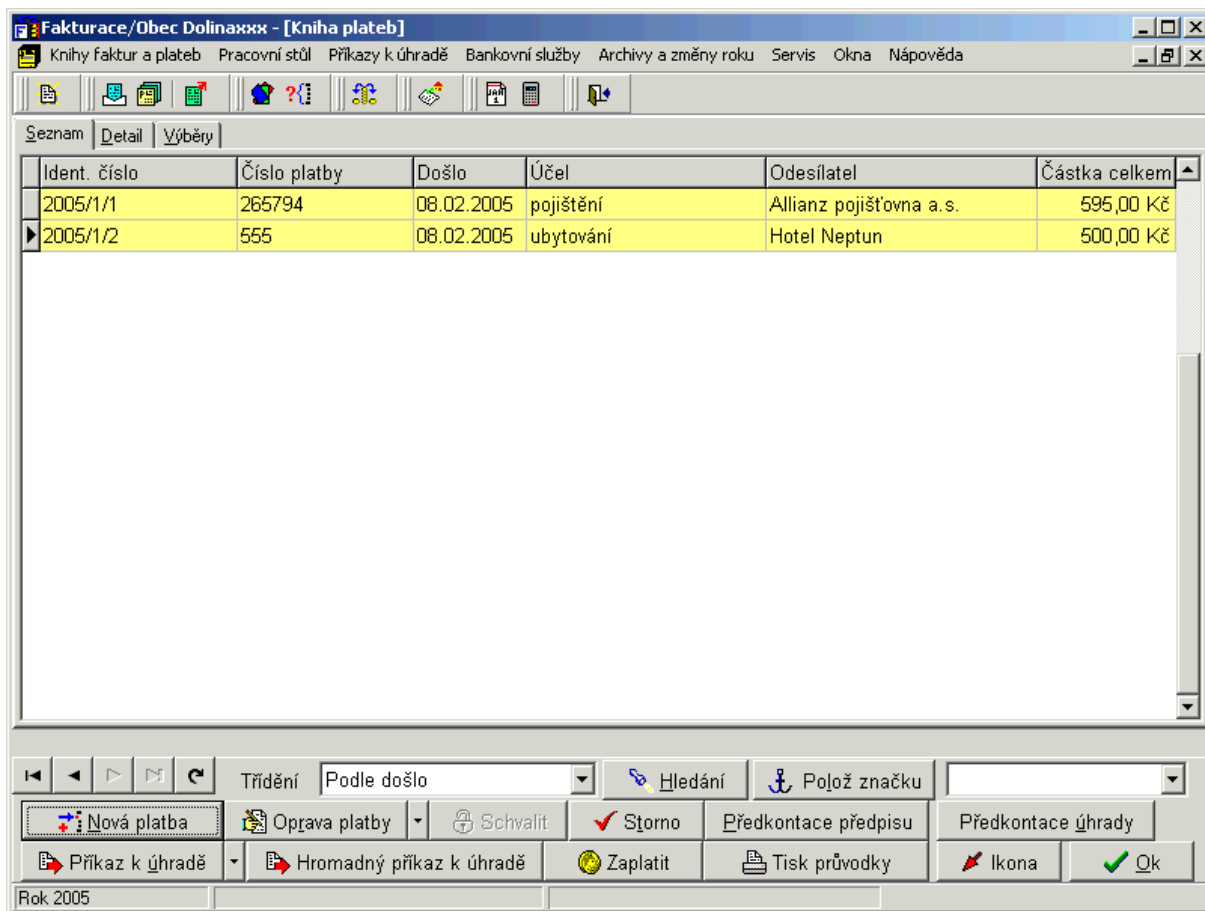 Fakturace/Obec Dolinaxxx - [Kniha plateb]
Knihy faktur a plateb Pracovní stůl Příkazy k úhradě Bankovní služby Archivy a změny roku Servis Okna Nápověda
Seznam Detail Výběry
Ident. číslo Číslo platby Došlo Účel Odesílatel Částka celkem
2005/1/1 265794 08.02.2005 pojištění Allianz pojišťovna a.s. 595,00 Kč
2005/1/2 555 08.02.2005 ubytování Hotel Neptun 500,00 Kč
Třídění Podle došlo Hledání Polož značku
Nová platba Oprava platby Schvalit Storno Předkontace předpisu Předkontace úhrady
Příkaz k úhradě Hromadný příkaz k úhradě Zaplatit Tisk průvodky Ikona Ok
Rok 2005